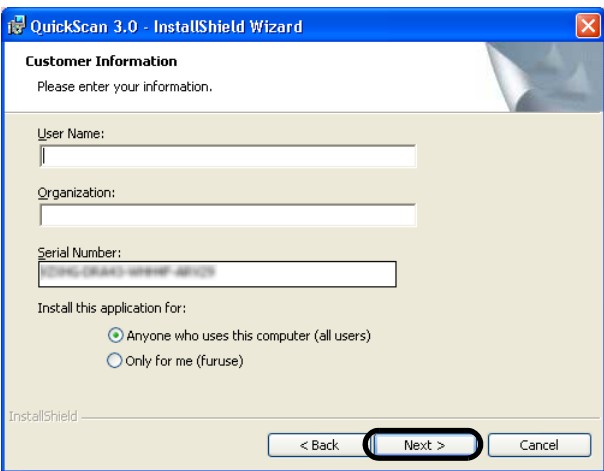 QuickScan 3.0 - InstallShield Wizard
Customer Information
Please enter your information.
User Name:
Organization:
Serial Number:
Install this application for:
Anyone who uses this computer (all users)
Only for me (furuse)
InstallShield
< Back
Next >
Cancel